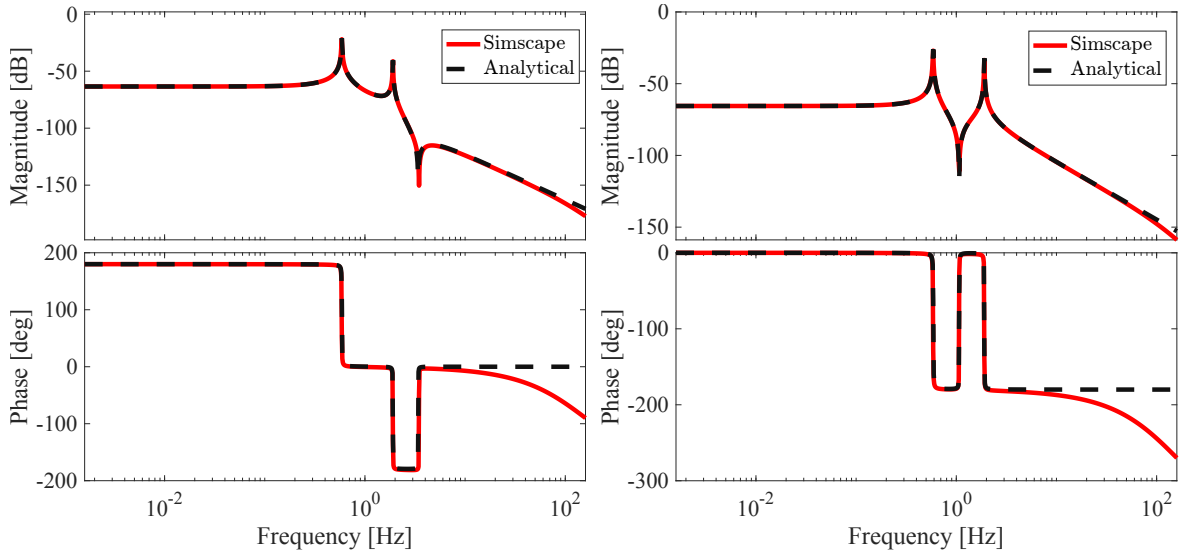 0
-50
-100
-150
Magnitude [dB]
Simscape
Analytical
200
100
0
-100
-200
Phase [deg]
10^-2
10^0
10^2
Frequency [Hz]
0
-50
-100
-150
Magnitude [dB]
Simscape
Analytical
0
-100
-200
-300
Phase [deg]
10^-2
10^0
10^2
Frequency [Hz]